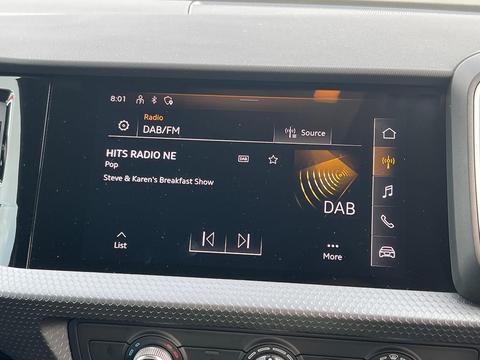 8:01
Radio
DAB/FM
Source
HITS RADIO NE
DAB
Pop
Steve & Karen's Breakfast Show
DAB
List
More